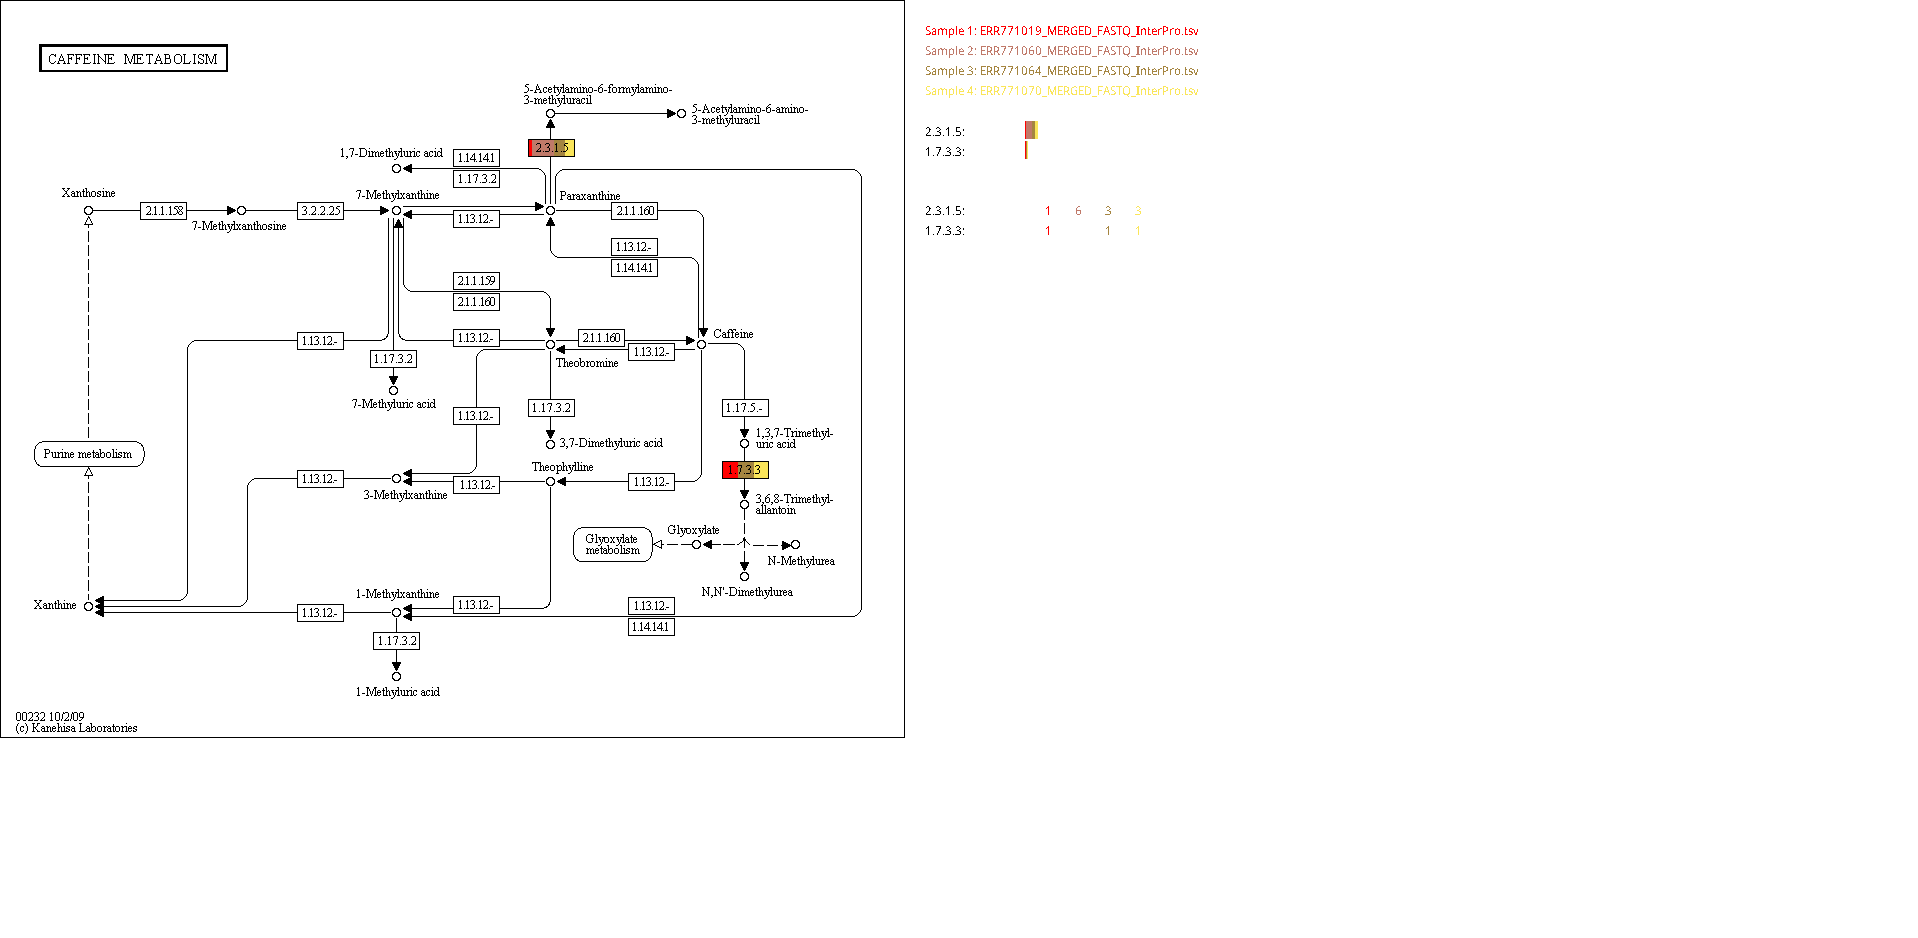 CAFFEINE METABOLISM
5-Acetylamino-6-formylamino-
3-methyluracil
5-Acetylamino-6-amino-
3-methyluracil
2.3.1.5
1,7-Dimethyluric acid
1.14.14.1
1.17.3.2
Xanthosine
7-Methylxanthine
Paraxanthine
2.1.1.158
3.2.2.25
1.13.12.-
2.1.1.160
7-Methylxanthosine
1.13.12.-
1.14.14.1
2.1.1.159
2.1.1.160
1.13.12.-
1.13.12.-
2.1.1.160
1.13.12.-
Caffeine
1.17.3.2
Theobromine
7-Methyluric acid
1.13.12.-
1.17.3.2
1.17.5.-
3,7-Dimethyluric acid
1,3,7-Trimethyl-
uric acid
Purine metabolism
Theophylline
1.7.3.3
1.13.12.-
1.13.12.-
1.13.12.-
3-Methylxanthine
3,6,8-Trimethyl-
allantoin
Glyoxylate
metabolism
Glyoxylate
N-Methylurea
N,N'-Dimethylurea
Xanthine
1-Methylxanthine
1.13.12.-
1.13.12.-
1.13.12.-
1.14.14.1
1.17.3.2
1-Methyluric acid
00232 10/2/09
(c) Kanehisa Laboratories
Sample 1: ERR771019_MERGED_FASTQ_InterPro.tsv
Sample 2: ERR771060_MERGED_FASTQ_InterPro.tsv
Sample 3: ERR771064_MERGED_FASTQ_InterPro.tsv
Sample 4: ERR771070_MERGED_FASTQ_InterPro.tsv
2.3.1.5:
1.7.3.3:
2.3.1.5: 1 6 3 3
1.7.3.3: 1 1 1